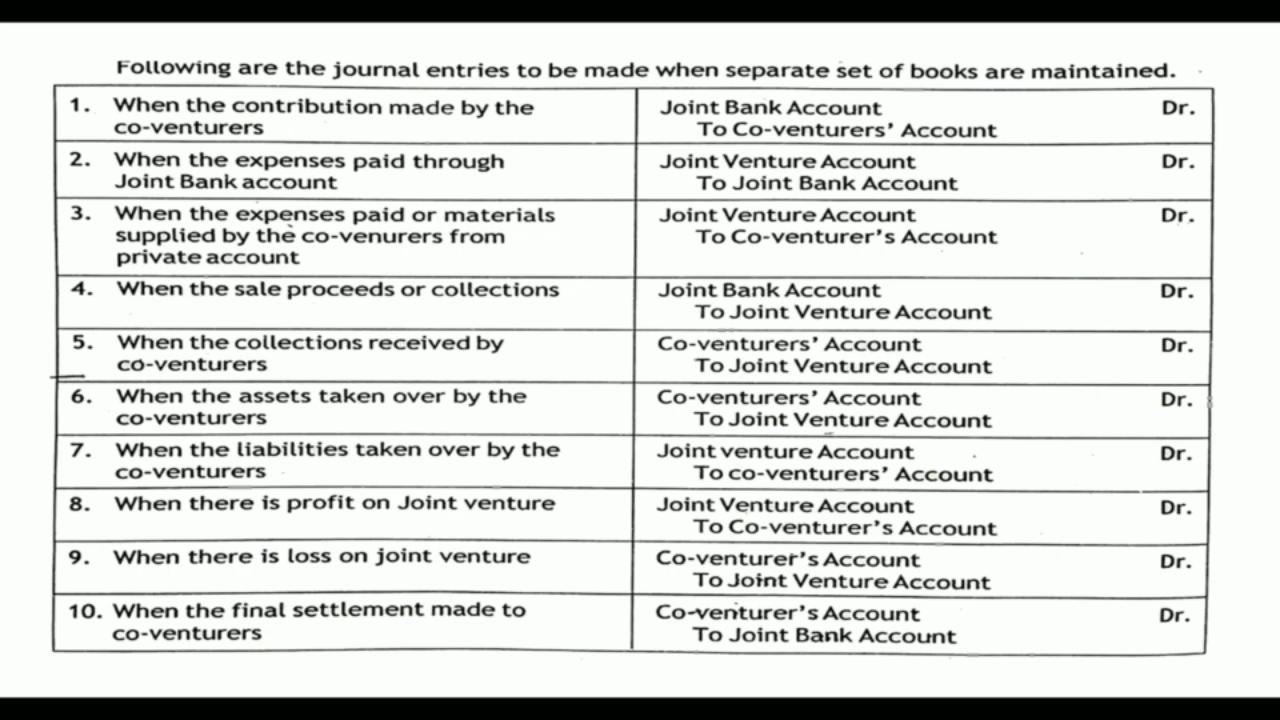 Following are the journal entries to be made when separate set of books are maintained.
1. When the contribution made by the
co-venturers
Joint Bank Account Dr.
To Co-venturers' Account
2. When the expenses paid through
Joint Bank account
Joint Venture Account Dr.
To Joint Bank Account
3. When the expenses paid or materials
supplied by the co-venurers from
private account
Joint Venture Account Dr.
To Co-venturer's Account
4. When the sale proceeds or collections
Joint Bank Account Dr.
To Joint Venture Account
5. When the collections received by
co-venturers
Co-venturers' Account Dr.
To Joint Venture Account
6. When the assets taken over by the
co-venturers
Co-venturers' Account Dr.
To Joint Venture Account
7. When the liabilities taken over by the
co-venturers
Joint venture Account Dr.
To co-venturers' Account
8. When there is profit on Joint venture
Joint Venture Account Dr.
To Co-venturer's Account
9. When there is loss on joint venture
Co-venturer's Account Dr.
To Joint Venture Account
10. When the final settlement made to
co-venturers
Co-venturer's Account Dr.
To Joint Bank Account